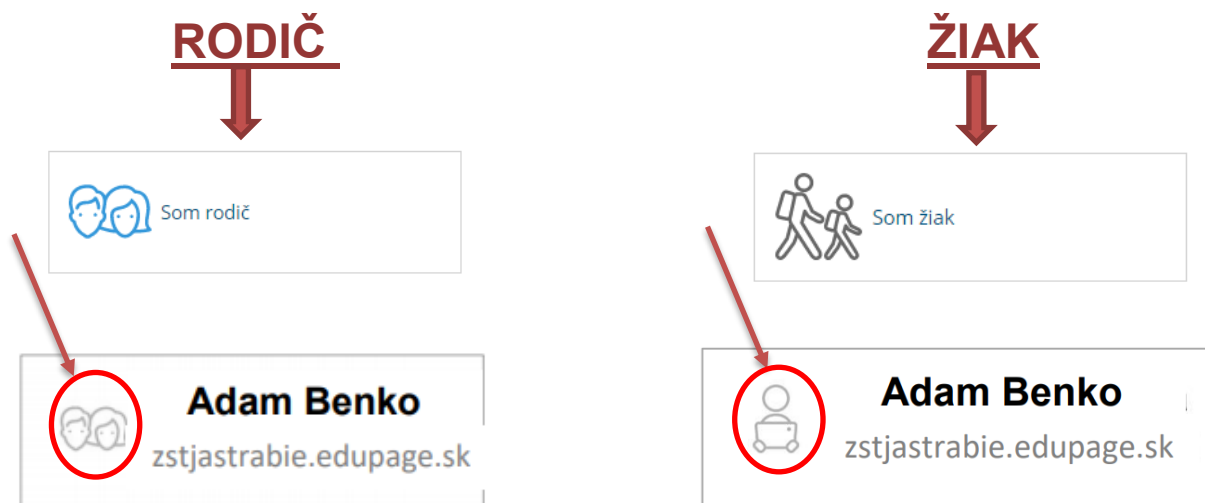 RODIČ
Som rodič
Adam Benko
zstjastrabie.edupage.sk
ŽIAK
Som žiak
Adam Benko
zstjastrabie.edupage.sk